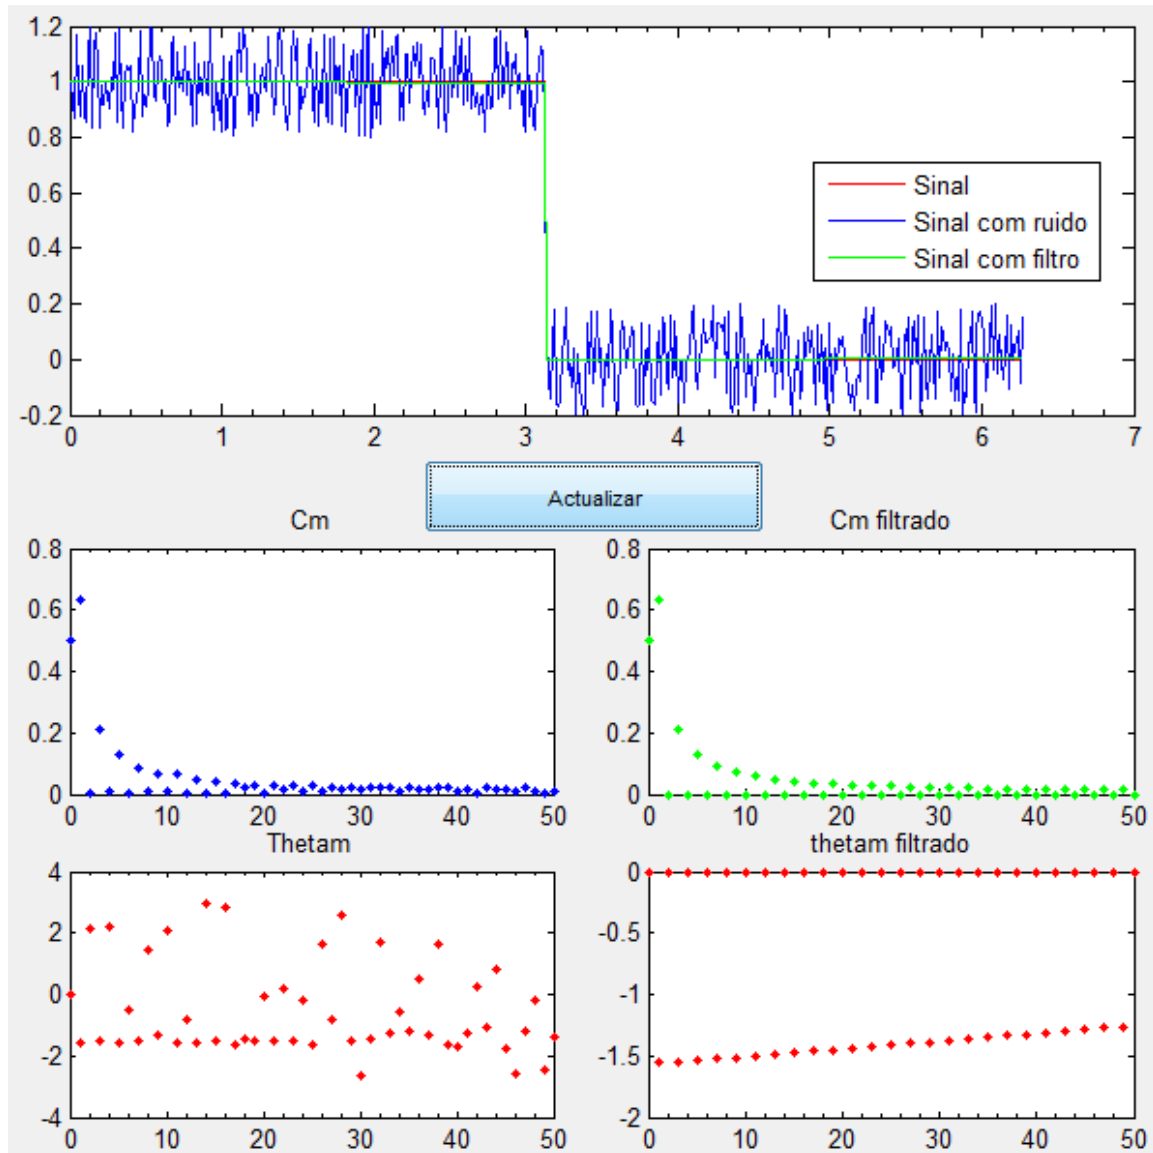 1.2
1
0.8
0.6
0.4
0.2
0
-0.2
0 1 2 3 4 5 6 7
Sinal
Sinal com ruido
Sinal com filtro
Actualizar
Cm
0.8
0.6
0.4
0.2
0
0 10 20 30 40 50
Cm filtrado
0.8
0.6
0.4
0.2
0
0 10 20 30 40 50
Thetam
4
2
0
-2
-4
0 10 20 30 40 50
thetam filtrado
0
-0.5
-1
-1.5
-2
0 10 20 30 40 50